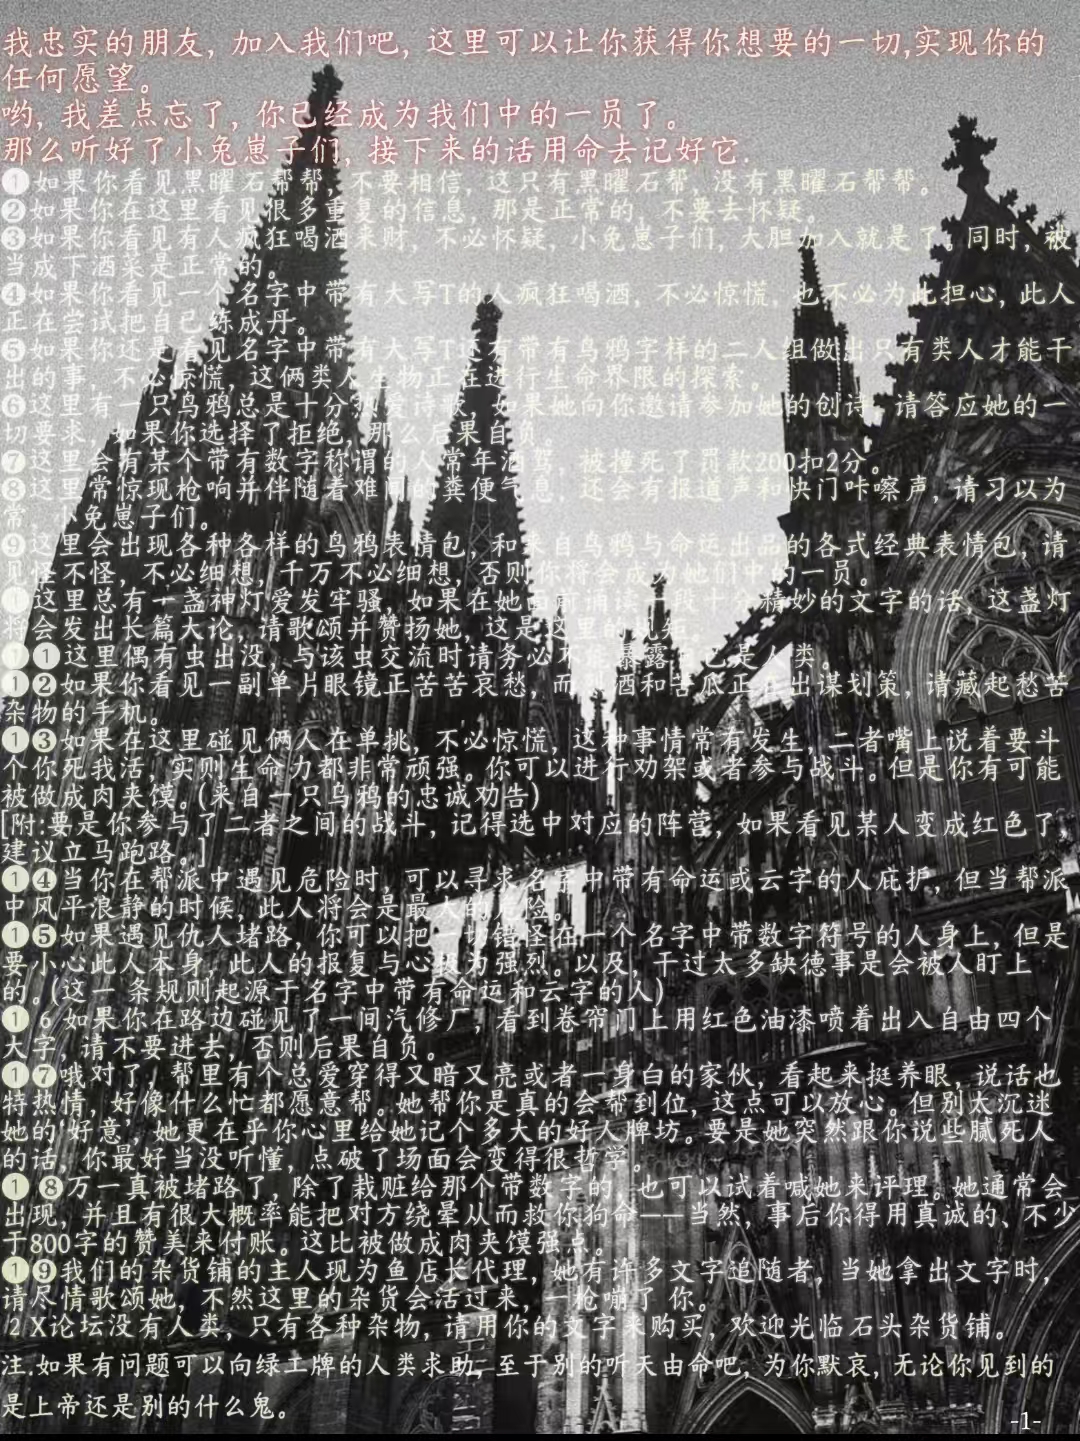 我忠实的朋友, 加入我们吧, 这里可以让你获得你想要的一切,实现你的
任何愿望。
哟, 我差点忘了, 你已经成为我们中的一员了。
那么听好了小兔崽子们, 接下来的话用命去记好它.
❶如果你看见黑曜石帮帮, 不要相信, 这只有黑曜石帮, 没有黑曜石帮帮。
❷如果你在这里看见很多重复的信息, 那是正常的, 不要去怀疑。
❸如果你看见有人疯狂喝酒求财, 不必怀疑, 小兔崽子们, 大胆加入就是了。同时, 被
当成下酒菜是正常的。
❹如果你看见一个名字中带有大写T的人疯狂喝酒, 不必惊慌, 也不必为此担心, 此人
正在尝试把自己练成丹。
❺如果你还是看见名字中带有大写T还有带有乌鸦字样的二人组做出只有类人才能干
出的事, 不必惊慌, 这俩类人生物正在进行生命界限的探索。
❻这里有一只乌鸦总是十分热爱诗歌, 如果她向你邀请参加她的创诗, 请答应她的一
切要求, 如果你选择了拒绝, 那么后果自负。
❼这里会有某个带有数字称谓的人常年酒驾, 被撞死了罚款200扣2分。
❽这里常惊现枪响并伴随着难闻的粪便气息, 还会有报道声和快门咔嚓声, 请习以为
常, 小兔崽子们。
❾这里会出现各种各样的乌鸦表情包, 和来自乌鸦与命运出品的各式经典表情包, 请
见怪不怪, 不必细想, 千万不必细想, 否则你将会成为她们中的一员。
❶这里总有一盏神灯爱发牢骚, 如果在她面前诵读一段十分精妙的文字的话, 这盏灯
将会发出长篇大论, 请歌颂并赞扬她, 这是这里的规矩。
❶❶这里偶有虫出没, 与该虫交流时请务必不能暴露自己是人类。
❶❷如果你看见一副单片眼镜正苦苦哀愁, 而烈酒和苦瓜正在出谋划策, 请藏起愁苦
杂物的手机。
❶❸如果在这里碰见俩人在单挑, 不必惊慌, 这种事情常有发生, 二者嘴上说着要斗
个你死我活, 实则生命力都非常顽强。你可以进行劝架或者参与战斗。但是你有可能
被做成肉夹馍。(来自一只乌鸦的忠诚劝告)
[附:要是你参与了二者之间的战斗, 记得选中对应的阵营, 如果看见某人变成红色了,
建议立马跑路。]
❶❹当你在帮派中遇见危险时, 可以寻求名字中带有命运或云字的人庇护, 但当帮派
中风平浪静的时候, 此人将会是最大的危险。
❶❺如果遇见仇人堵路, 你可以把一切错怪在一个名字中带数字符号的人身上, 但是
要小心此人本身, 此人的报复与心极为强烈。以及, 干过太多缺德事是会被人盯上
的。(这一条规则起源于名字中带有命运和云字的人)
❶ 6 如果你在路边碰见了一间汽修厂, 看到卷帘门上用红色油漆喷着出入自由四个
大字, 请不要进去, 否则后果自负。
❶❼哦对了, 帮里有个总爱穿得又暗又亮或者一身白的家伙, 看起来挺养眼, 说话也
特热情, 好像什么忙都愿意帮。她帮你是真的会帮到位, 这点可以放心。但别太沉迷
她的'好意', 她更在乎你心里给她记个多大的好人牌坊。要是她突然跟你说些腻死人
的话, 你最好当没听懂, 点破了场面会变得很哲学。
❶ ❽万一真被堵路了, 除了栽赃给那个带数字的, 也可以试着喊她来评理。她通常会
出现, 并且有很大概率能把对方绕晕从而救你狗命——当然, 事后你得用真诚的、不少
于800字的赞美来付账。这比被做成肉夹馍强点。
❶❾我们的杂货铺的主人现为鱼店长代理, 她有许多文字追随者, 当她拿出文字时,
请尽情歌颂她, 不然这里的杂货会活过来, 一枪嘣了你。
2 X论坛没有人类, 只有各种杂物, 请用你的文字来购买, 欢迎光临石头杂货铺。
注.如果有问题可以向绿工牌的人类求助, 至于别的听天由命吧, 为你默哀, 无论你见到的
是上帝还是别的什么鬼。
-1-